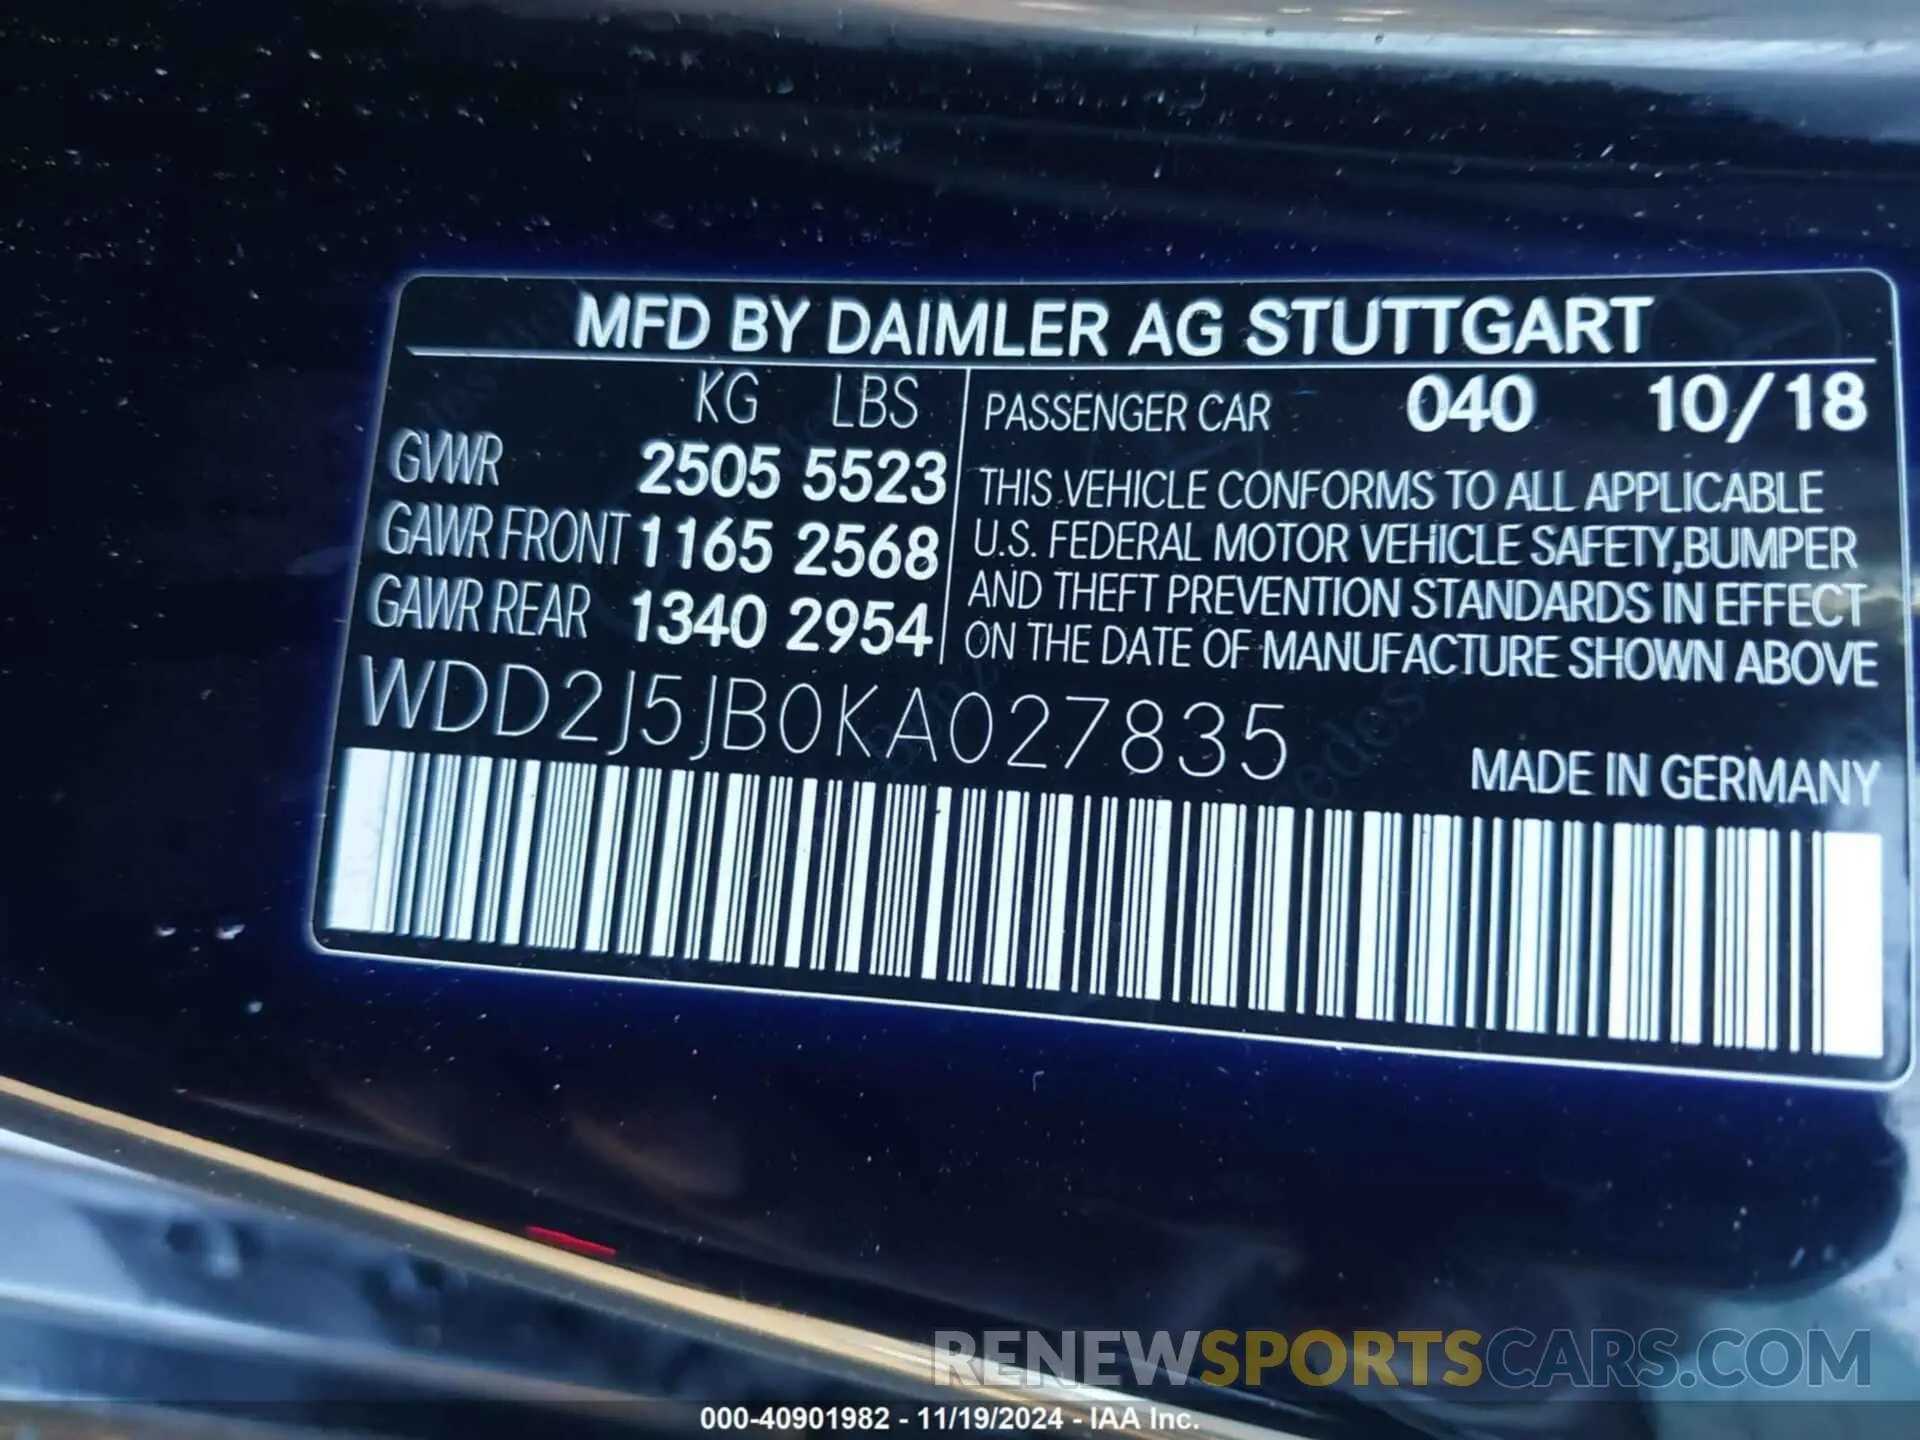 MFD BY DAIMLER AG STUTTGART
KG LBS
GVWR 2505 5523
GAWR FRONT 1165 2568
GAWR REAR 1340 2954
PASSENGER CAR 040 10/18
THIS VEHICLE CONFORMS TO ALL APPLICABLE
U.S. FEDERAL MOTOR VEHICLE SAFETY,BUMPER
AND THEFT PREVENTION STANDARDS IN EFFECT
ON THE DATE OF MANUFACTURE SHOWN ABOVE
WDD2J5JB0KA027835
MADE IN GERMANY
RENEWSPORTSCARS.COM
000-40901982 - 11/19/2024 - IAA Inc.